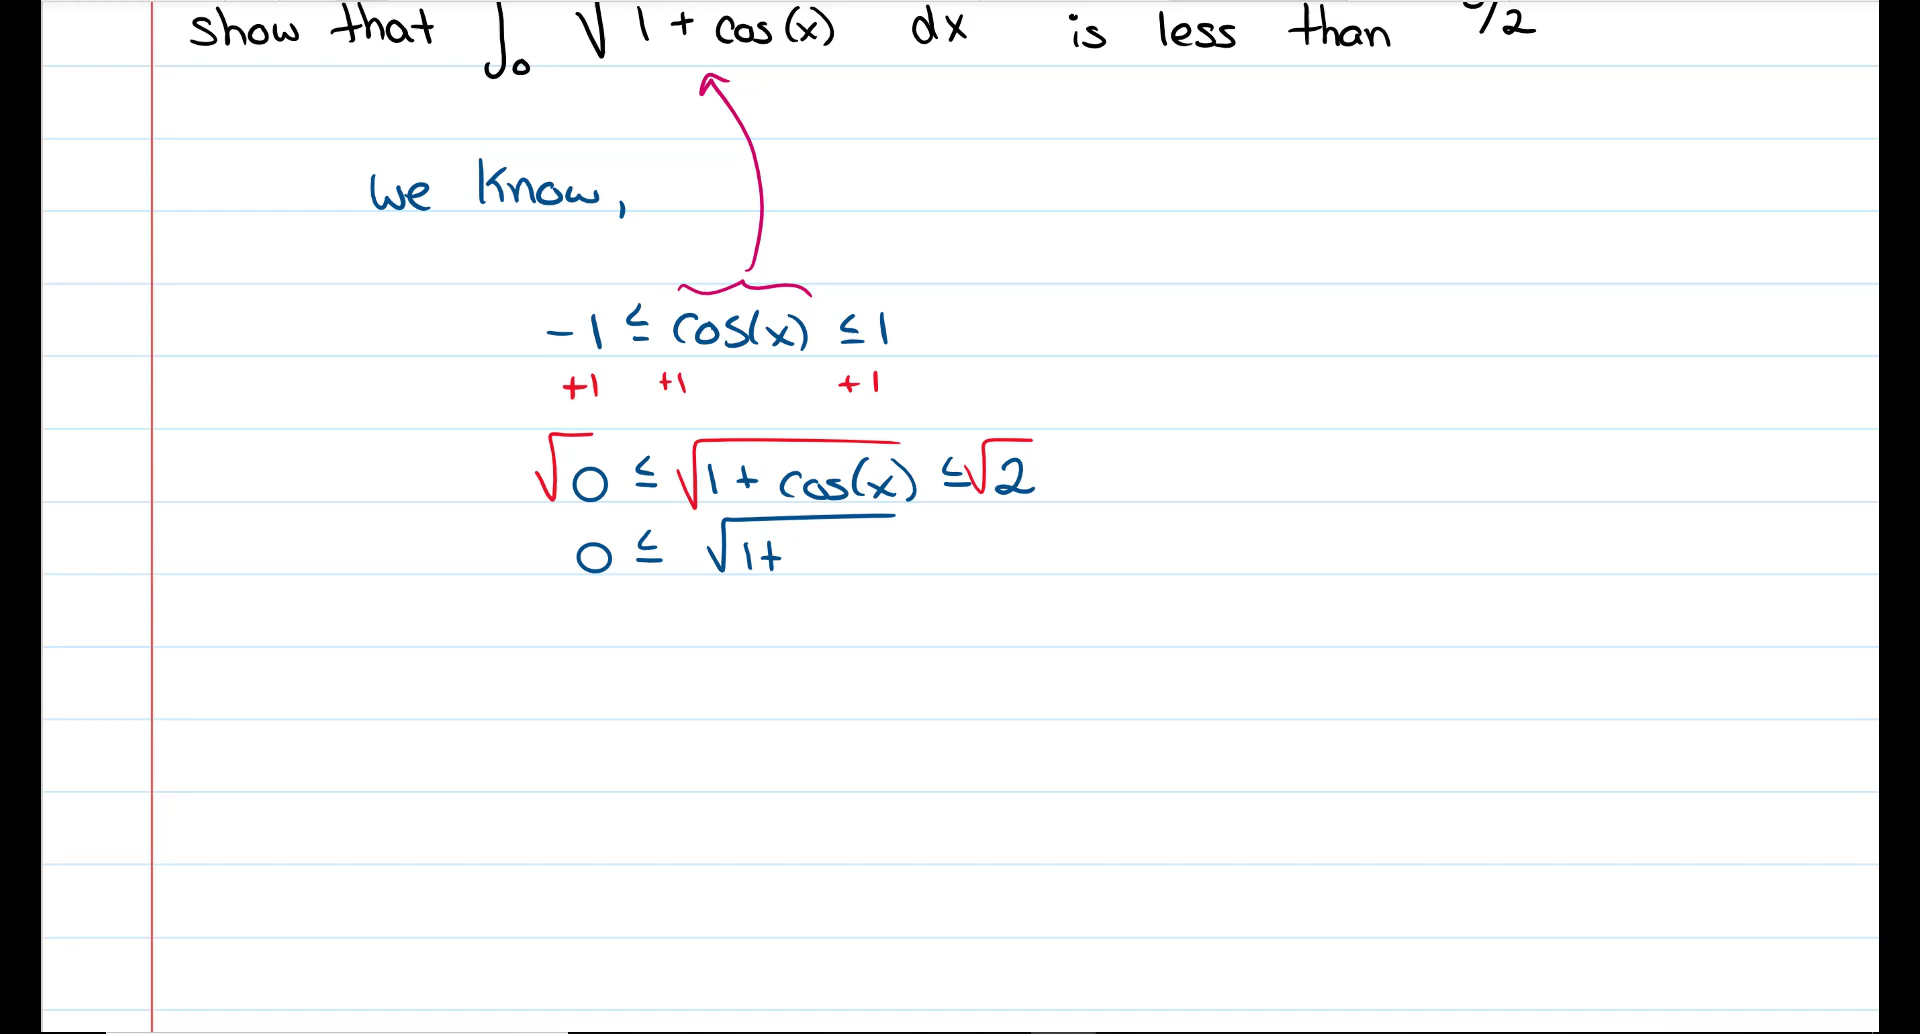 show that ∫₀ √1 + cos(x) dx is less than /2
we know,
-1 ≤ cos(x) ≤ 1
+1 +1 +1
√0 ≤ √1 + cos(x) ≤ √2
0 ≤ √1+